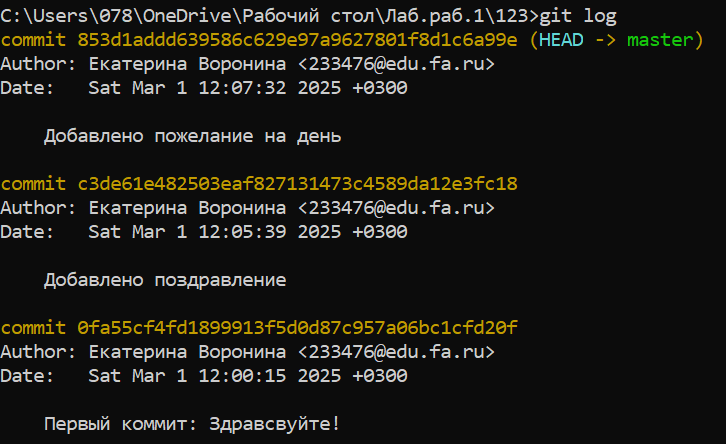 C:\Users\078\OneDrive\Рабочий стол\Лаб.раб.1\123>git log
commit 853d1addd639586c629e97a9627801f8d1c6a99e (HEAD -> master)
Author: Екатерина Воронина <233476@edu.fa.ru>
Date:   Sat Mar 1 12:07:32 2025 +0300
Добавлено пожелание на день
commit c3de61e482503eaf827131473c4589da12e3fc18
Author: Екатерина Воронина <233476@edu.fa.ru>
Date:   Sat Mar 1 12:05:39 2025 +0300
Добавлено поздравление
commit 0fa55cf4fd1899913f5d0d87c957a06bc1cfd20f
Author: Екатерина Воронина <233476@edu.fa.ru>
Date:   Sat Mar 1 12:00:15 2025 +0300
Первый коммит: Здравсвуйте!